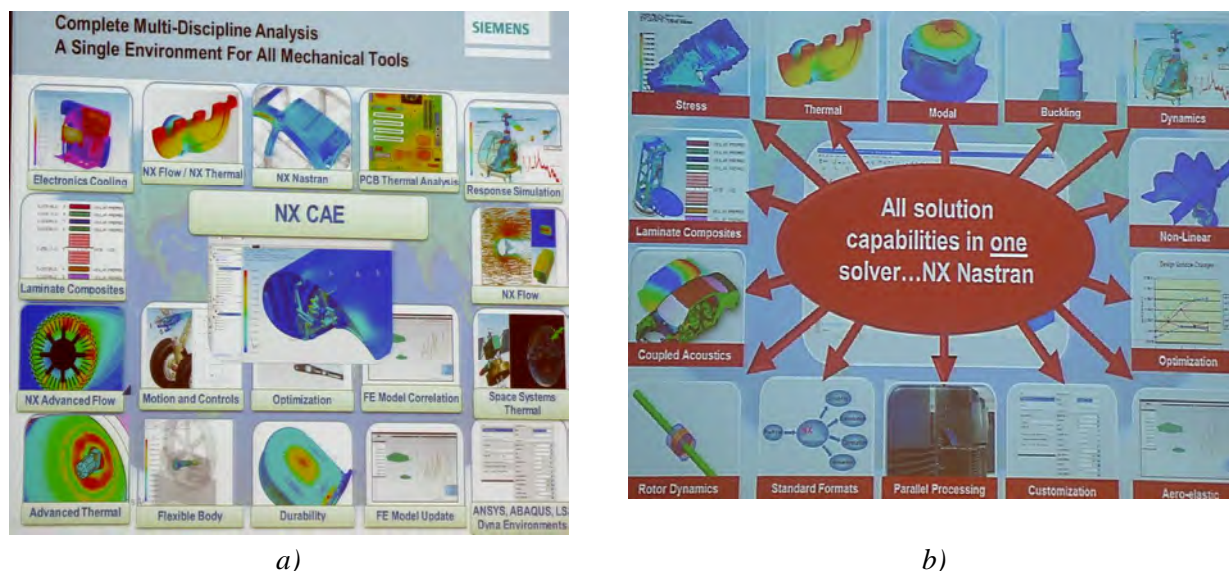 Complete Multi-Discipline Analysis
A Single Environment For All Mechanical Tools
SIEMENS
Electronics Cooling
NX Flow / NX Thermal
NX Nastran
PCB Thermal Analysis
Response Simulation
NX CAE
Laminate Composites
NX Flow
NX Advanced Flow
Motion and Controls
Optimization
FE Model Correlation
Space Systems
Thermal
Advanced Thermal
Flexible Body
Durability
FE Model Update
ANSYS, ABAQUS, LS
Dyna Environments
a)
Stress
Thermal
Modal
Buckling
Dynamics
Laminate Composites
All solution
capabilities in one
solver...NX Nastran
Non-Linear
Coupled Acoustics
Optimization
Rotor Dynamics
Standard Formats
Parallel Processing
Customization
Aero-elastic
b)